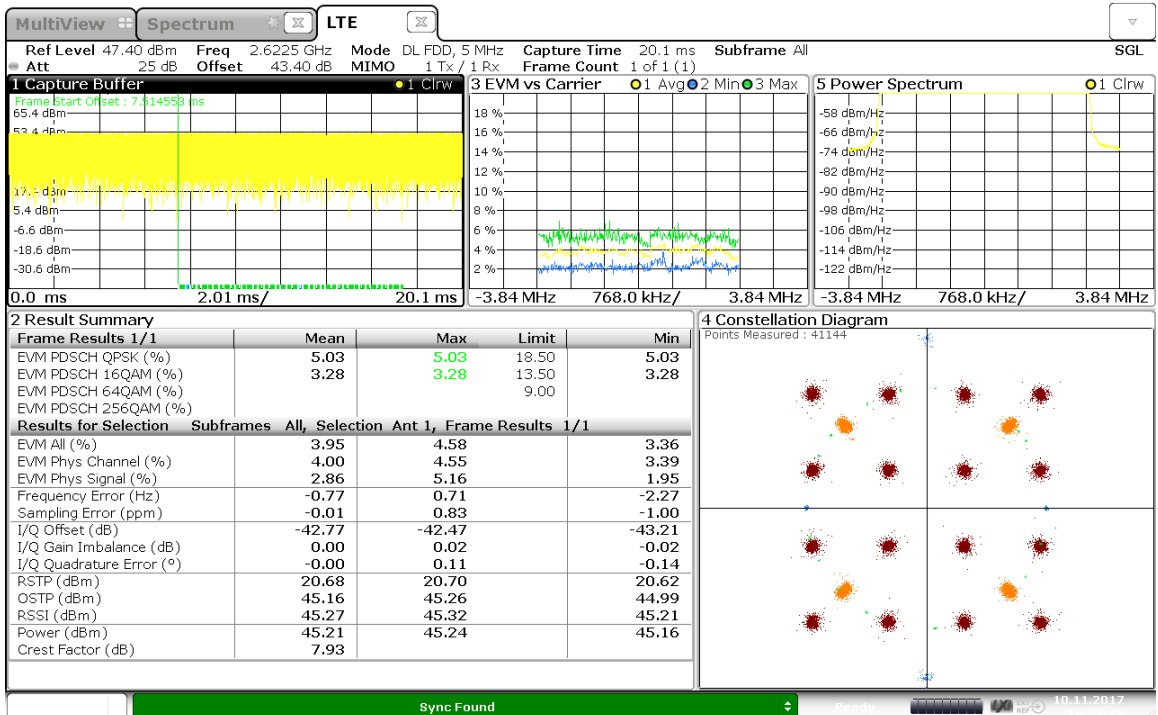 MultiView Spectrum LTE
Ref Level 47.40 dBm Freq 2.6225 GHz Mode DL FDD, 5 MHz Capture Time 20.1 ms Subframe All SGL
Att 25 dB Offset 43.40 dB MIMO 1 Tx / 1 Rx Frame Count 1 of 1 (1)
1 Capture Buffer 1 Clrw
Frame Start Offset : 7.514553 ms
65.4 dBm
53.4 dBm
5.4 dBm
-6.6 dBm
-18.6 dBm
-30.6 dBm
0.0 ms 2.01 ms/ 20.1 ms
3 EVM vs Carrier 1 Avg 2 Min 3 Max
18 %
16 %
14 %
12 %
10 %
8 %
6 %
4 %
2 %
-3.84 MHz 768.0 kHz/ 3.84 MHz
5 Power Spectrum 1 Clrw
-58 dBm/Hz
-66 dBm/Hz
-74 dBm/Hz
-82 dBm/Hz
-90 dBm/Hz
-98 dBm/Hz
-106 dBm/Hz
-114 dBm/Hz
-122 dBm/Hz
-3.84 MHz 768.0 kHz/ 3.84 MHz
2 Result Summary
Frame Results 1/1 Mean Max Limit Min
EVM PDSCH QPSK (%) 5.03 5.03 18.50 5.03
EVM PDSCH 16QAM (%) 3.28 3.28 13.50 3.28
EVM PDSCH 64QAM (%) 9.00
EVM PDSCH 256QAM (%)
Results for Selection Subframes All, Selection Ant 1, Frame Results 1/1
EVM All (%) 3.95 4.58 3.36
EVM Phys Channel (%) 4.00 4.55 3.39
EVM Phys Signal (%) 2.86 5.16 1.95
Frequency Error (Hz) -0.77 0.71 -2.27
Sampling Error (ppm) -0.01 0.83 -1.00
I/Q Offset (dB) -42.77 -42.47 -43.21
I/Q Gain Imbalance (dB) 0.00 0.02 -0.02
I/Q Quadrature Error (°) -0.00 0.11 -0.14
RSTP (dBm) 20.68 20.70 20.62
OSTP (dBm) 45.16 45.26 44.99
RSSI (dBm) 45.27 45.32 45.21
Power (dBm) 45.21 45.24 45.16
Crest Factor (dB) 7.93
4 Constellation Diagram
Points Measured : 41144
Sync Found Ready LXI EXT REF 10.11.2017